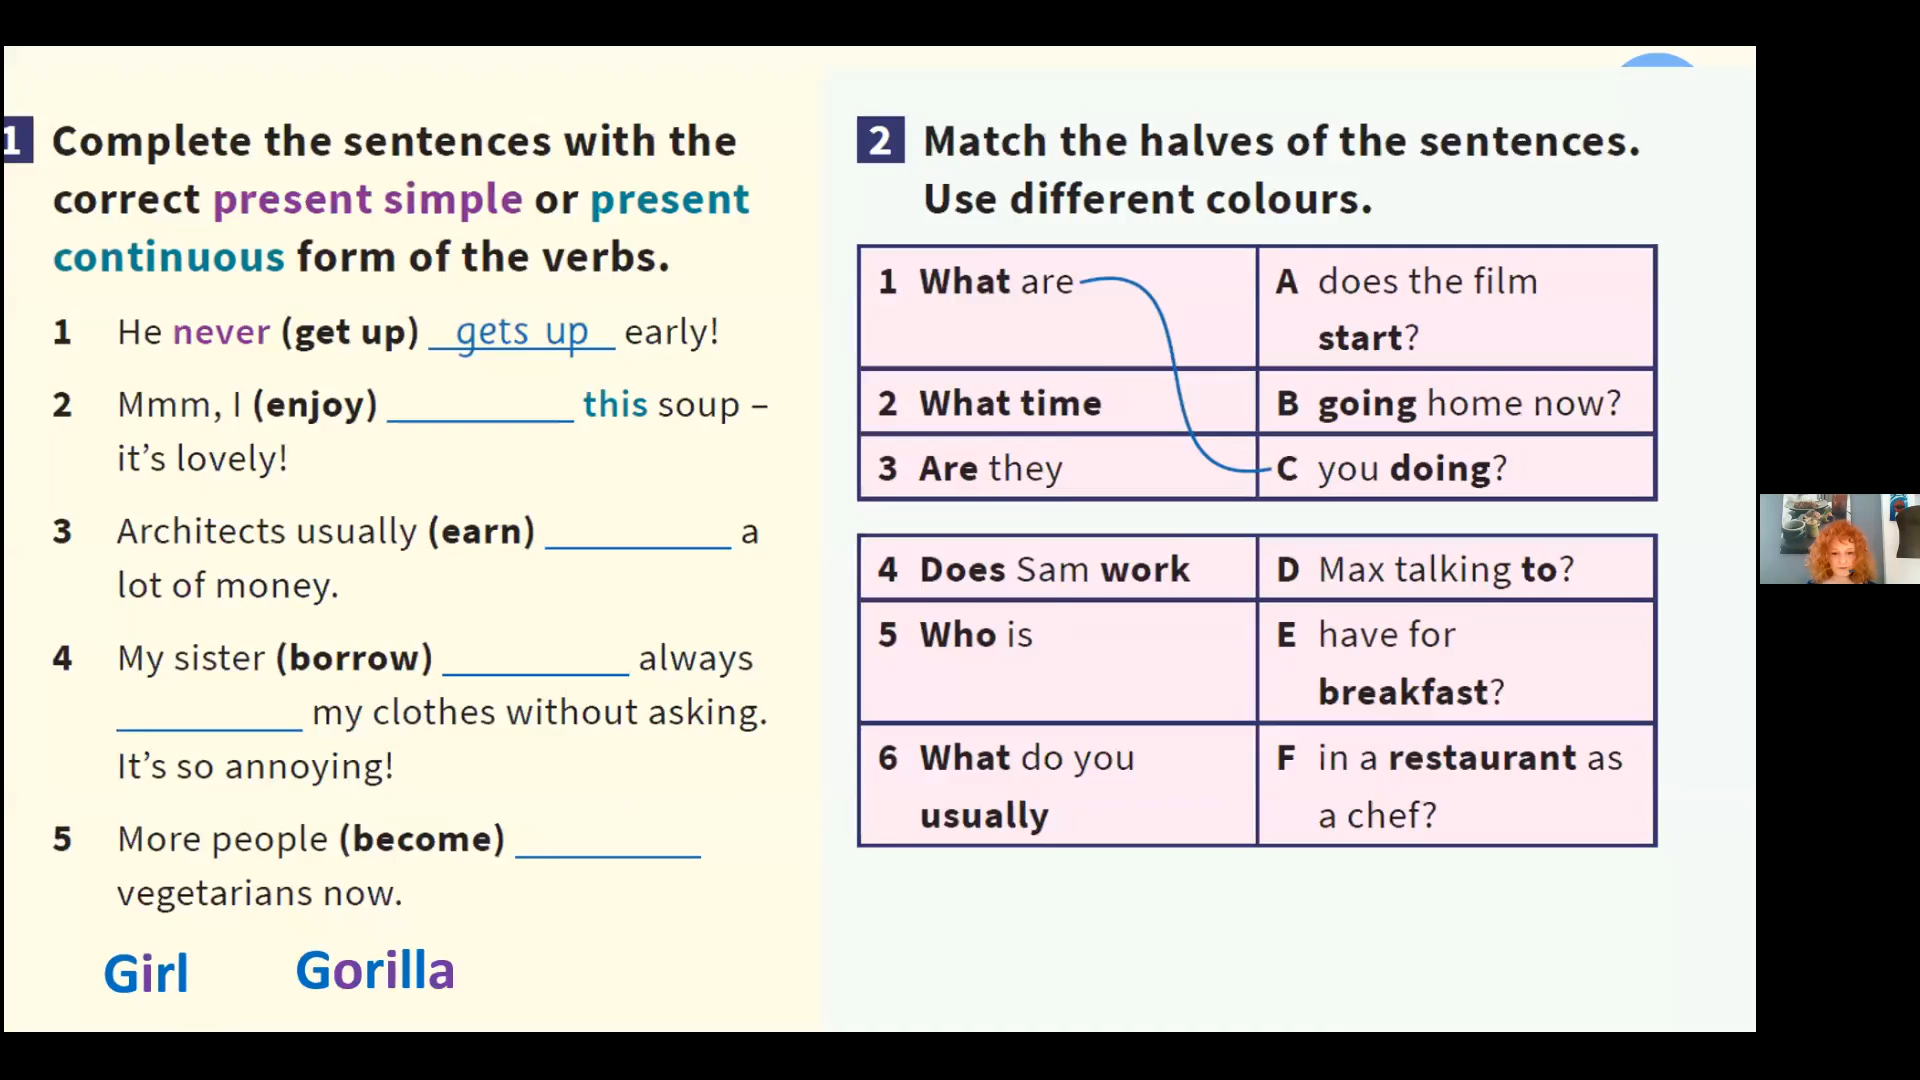 1 Complete the sentences with the
correct present simple or present
continuous form of the verbs.
1 He never (get up) gets up early!
2 Mmm, I (enjoy) __________ this soup –
it’s lovely!
3 Architects usually (earn) __________ a
lot of money.
4 My sister (borrow) __________ always
__________ my clothes without asking.
It’s so annoying!
5 More people (become) __________
vegetarians now.
Girl Gorilla
2 Match the halves of the sentences.
Use different colours.
1 What are
A does the film
start?
2 What time
B going home now?
3 Are they
C you doing?
4 Does Sam work
D Max talking to?
5 Who is
E have for
breakfast?
6 What do you
usually
F in a restaurant as
a chef?